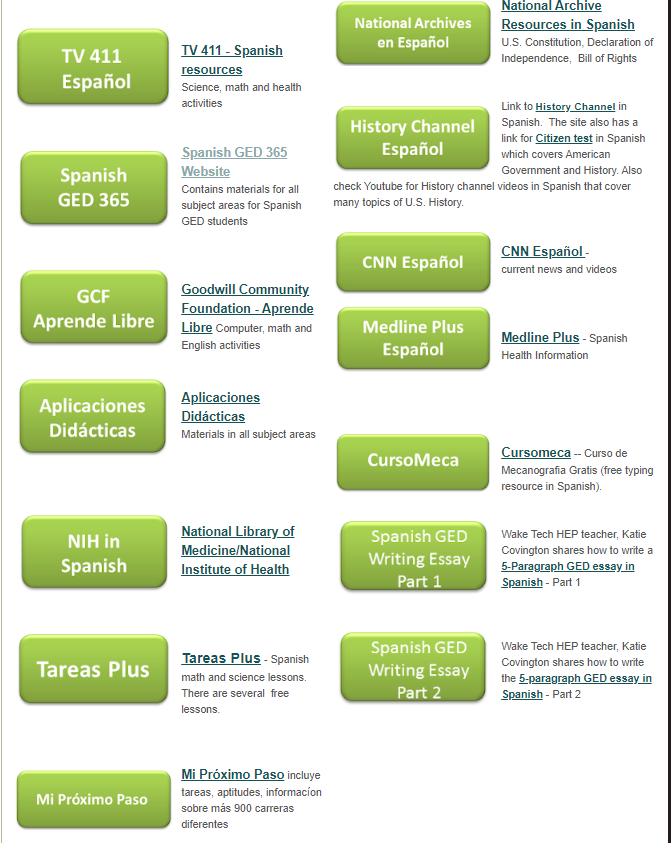 TV 411
Español
TV 411 - Spanish
resources
Science, math and health
activities
Spanish
GED 365
Spanish GED 365
Website
Contains materials for all
subject areas for Spanish
GED students
GCF
Aprende Libre
Goodwill Community
Foundation - Aprende
Libre Computer, math and
English activities
Aplicaciones
Didácticas
Aplicaciones
Didácticas
Materials in all subject areas
NIH in
Spanish
National Library of
Medicine/National
Institute of Health
Tareas Plus
Tareas Plus - Spanish
math and science lessons.
There are several free
lessons.
Mi Próximo Paso
Mi Próximo Paso incluye
tareas, aptitudes, informacíon
sobre más 900 carreras
diferentes
National Archives
en Español
National Archive
Resources in Spanish
U.S. Constitution, Declaration of
Independence, Bill of Rights
History Channel
Español
Link to History Channel in
Spanish. The site also has a
link for Citizen test in Spanish
which covers American
Government and History. Also
check Youtube for History channel videos in Spanish that cover
many topics of U.S. History.
CNN Español
CNN Español -
current news and videos
Medline Plus
Español
Medline Plus - Spanish
Health Information
CursoMeca
Cursomeca -- Curso de
Mecanografia Gratis (free typing
resource in Spanish).
Spanish GED
Writing Essay
Part 1
Wake Tech HEP teacher, Katie
Covington shares how to write a
5-Paragraph GED essay in
Spanish - Part 1
Spanish GED
Writing Essay
Part 2
Wake Tech HEP teacher, Katie
Covington shares how to write
the 5-paragraph GED essay in
Spanish - Part 2